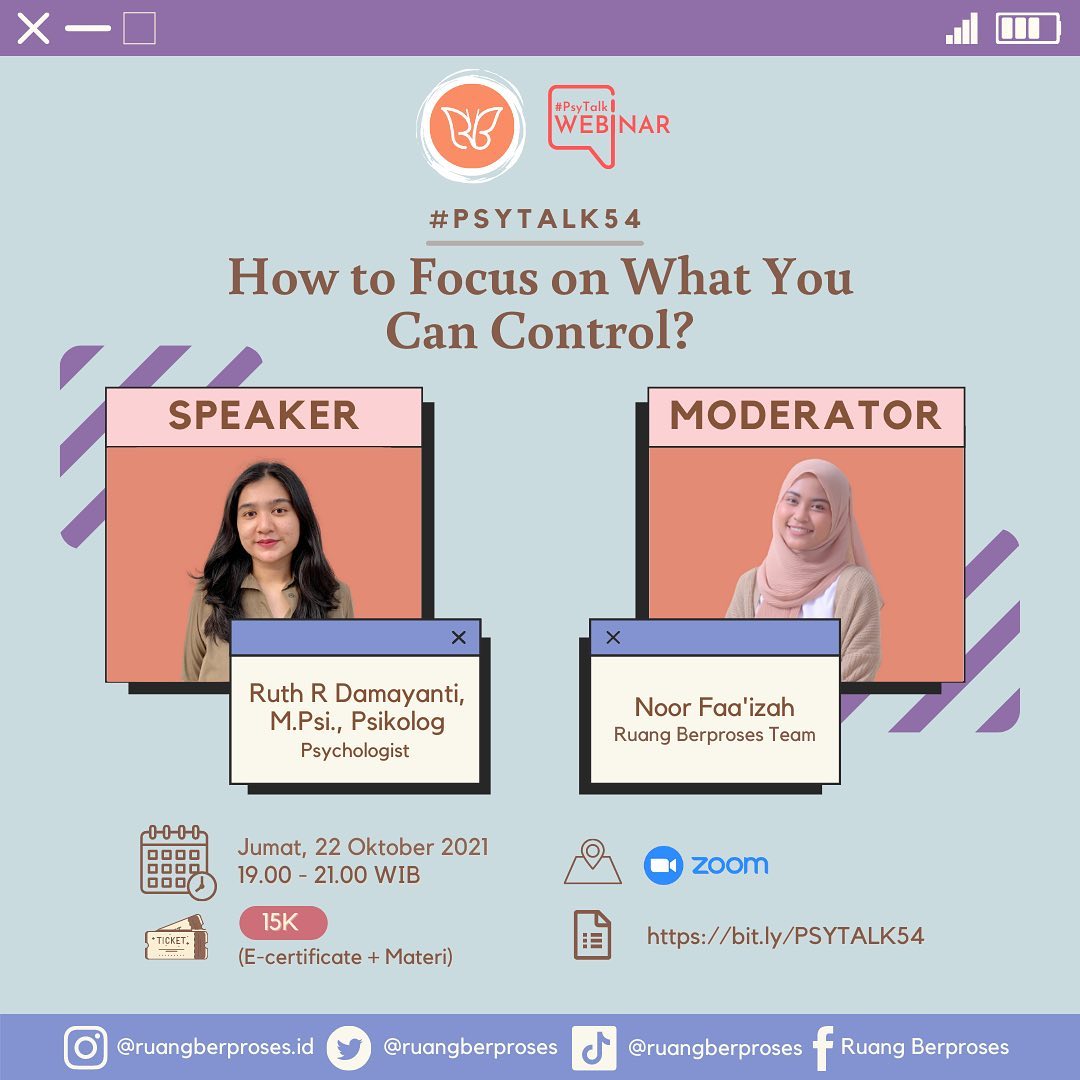 #PsyTalk
WEBINAR
#PSYTALK54
How to Focus on What You
Can Control?
SPEAKER
MODERATOR
Ruth R Damayanti,
M.Psi., Psikolog
Psychologist
Noor Faa'izah
Ruang Berproses Team
Jumat, 22 Oktober 2021
19.00 - 21.00 WIB
zoom
TICKET
15K
(E-certificate + Materi)
https://bit.ly/PSYTALK54
@ruangberproses.id
@ruangberproses
@ruangberproses
Ruang Berproses